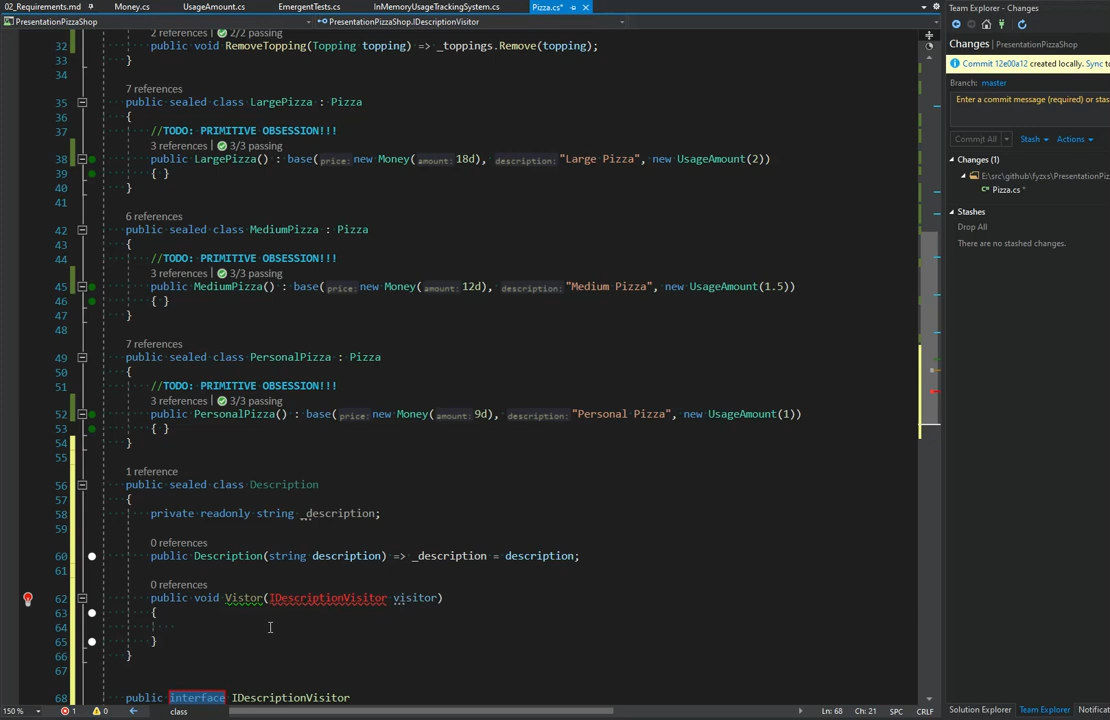 02_Requirements.md
Money.cs
UsageAmount.cs
EmergentTests.cs
InMemoryUsageTrackingSystem.cs
Pizza.cs*
PresentationPizzaShop
PresentationPizzaShop.IDescriptionVisitor
2 references | 2/2 passing
32 public void RemoveTopping(Topping topping) => _toppings.Remove(topping);
33 }
34
7 references
35 public sealed class LargePizza : Pizza
36 {
37 //TODO: PRIMITIVE OBSESSION!!!
3 references | 3/3 passing
38 public LargePizza() : base(price: new Money(amount: 18d), description: "Large Pizza", new UsageAmount(2))
39 { }
40 }
41
6 references
42 public sealed class MediumPizza : Pizza
43 {
44 //TODO: PRIMITIVE OBSESSION!!!
3 references | 3/3 passing
45 public MediumPizza() : base(price: new Money(amount: 12d), description: "Medium Pizza", new UsageAmount(1.5))
46 { }
47 }
48
7 references
49 public sealed class PersonalPizza : Pizza
50 {
51 //TODO: PRIMITIVE OBSESSION!!!
3 references | 3/3 passing
52 public PersonalPizza() : base(price: new Money(amount: 9d), description: "Personal Pizza", new UsageAmount(1))
53 { }
54 }
55
1 reference
56 public sealed class Description
57 {
58 private readonly string _description;
59
0 references
60 public Description(string description) => _description = description;
61
0 references
62 public void Vistor(IDescriptionVisitor visitor)
63 {
64
65 }
66 }
67
68 public interface IDescriptionVisitor
class
150 %
1
0
Ln: 68 Ch: 21 SPC CRLF
Team Explorer - Changes
Changes | PresentationPizzaShop
Commit 12e00a12 created locally. Sync to
Branch: master
Enter a commit message (required) or stas
Commit All Stash Actions
Changes (1)
E:\src\github\fyzxs\PresentationPiz
Pizza.cs *
Stashes
Drop All
There are no stashed changes.
Solution Explorer Team Explorer Notificat